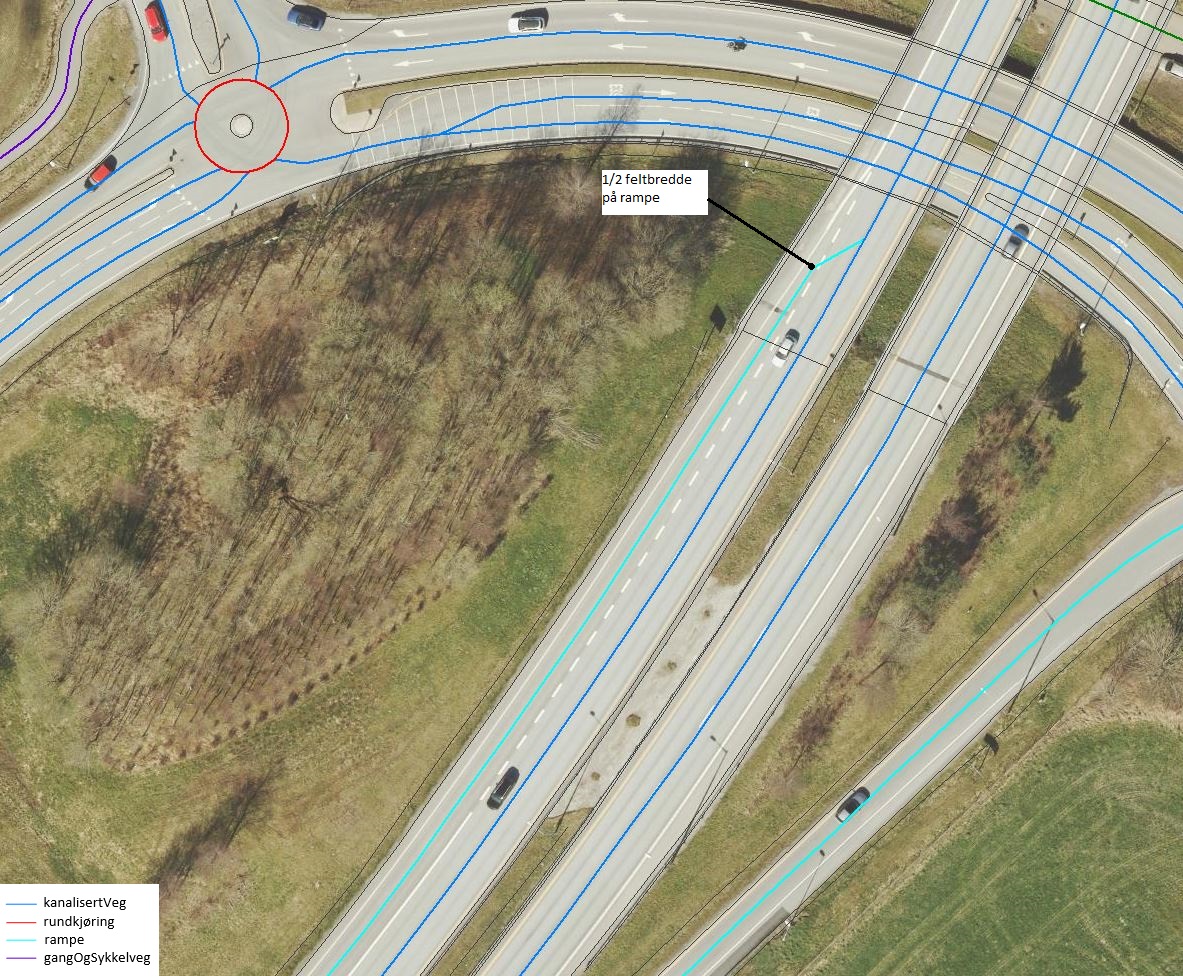 1/2 feltbredde
på rampe
kanalisertVeg
rundkjøring
rampe
gangOgSykkelveg